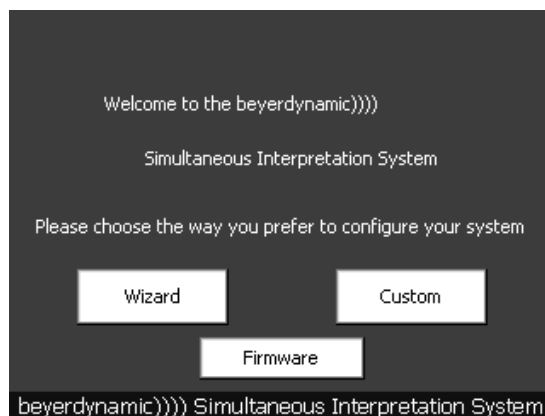 Welcome to the beyerdynamic))))
Simultaneous Interpretation System
Please choose the way you prefer to configure your system
Wizard
Custom
Firmware
beyerdynamic)))) Simultaneous Interpretation System